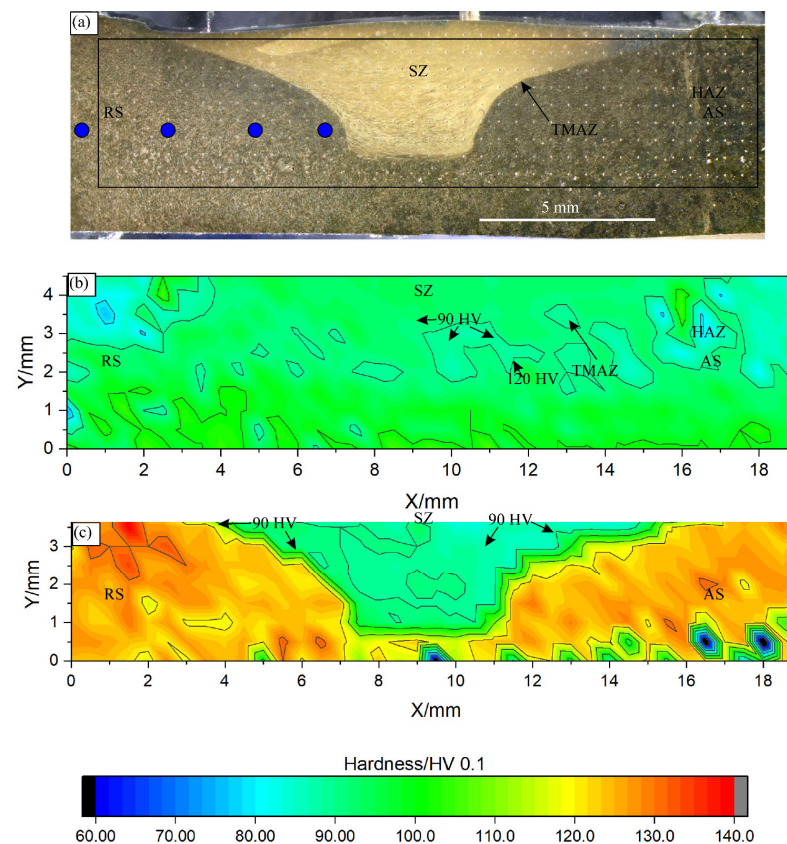 (a)
SZ
HAZ
RS
AS
TMAZ
5 mm
(b)
SZ
90 HV
HAZ
RS
AS
TMAZ
120 HV
4
3
2
1
0
Y/mm
0 2 4 6 8 10 12 14 16 18
X/mm
(c)
90 HV
SZ
90 HV
RS
AS
3
2
1
0
Y/mm
0 2 4 6 8 10 12 14 16 18
X/mm
Hardness/HV 0.1
60.00 70.00 80.00 90.00 100.0 110.0 120.0 130.0 140.0